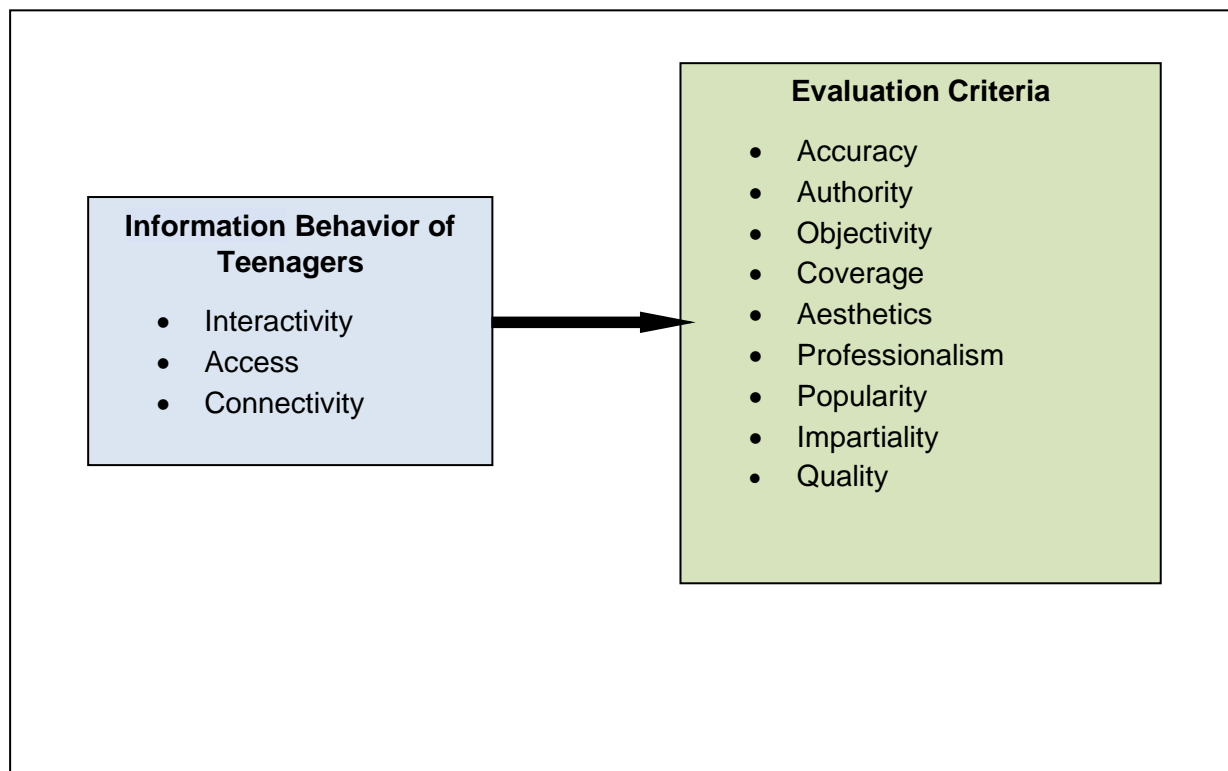 Information Behavior of
Teenagers
• Interactivity
• Access
• Connectivity
Evaluation Criteria
• Accuracy
• Authority
• Objectivity
• Coverage
• Aesthetics
• Professionalism
• Popularity
• Impartiality
• Quality